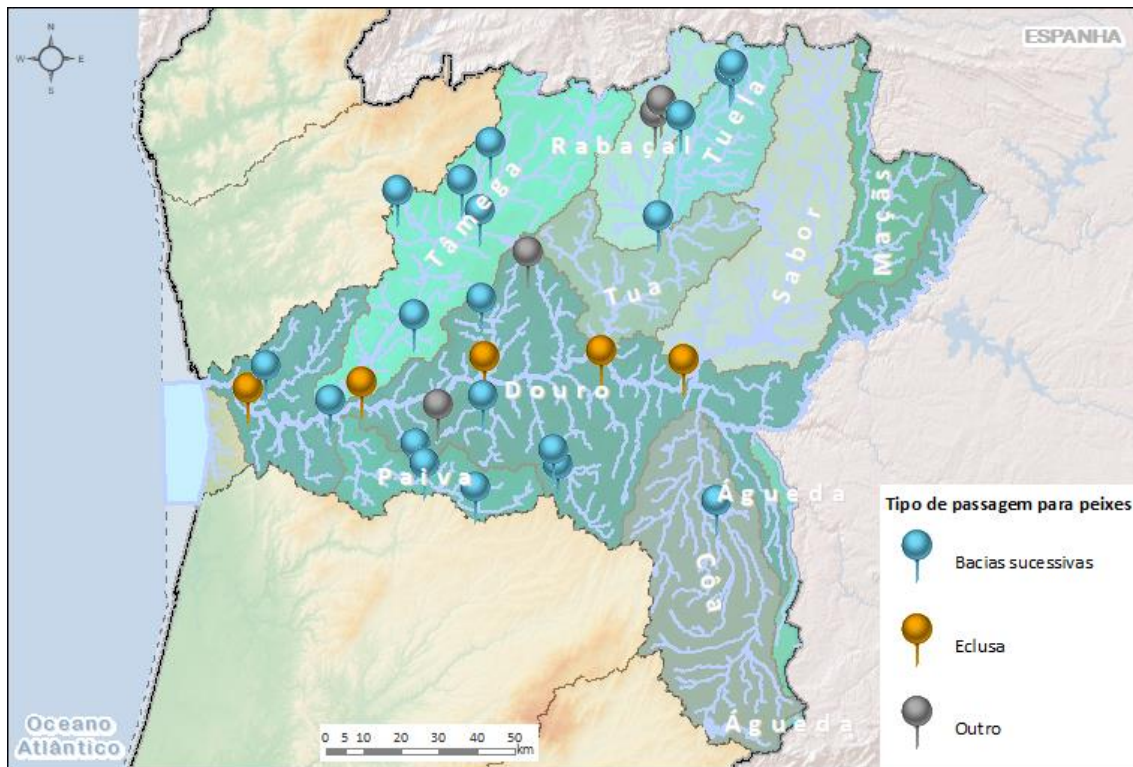 N
W E
S
ESPANHA
Rabaçal
Tuela
Tâmega
Maçãs
Sabor
Tua
Douro
Paiva
Águeda
Côa
Águeda
Tipo de passagem para peixes
Bacias sucessivas
Eclusa
Outro
Oceano
Atlântico
0 5 10 20 30 40 50
km